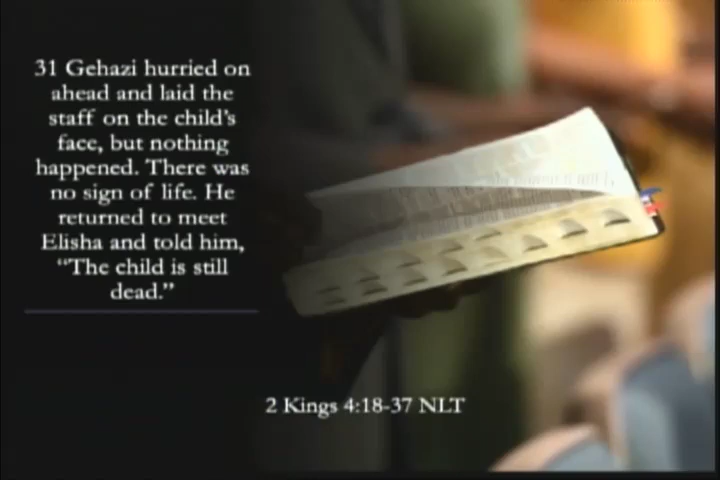 31 Gehazi hurried on
ahead and laid the
staff on the child's
face, but nothing
happened. There was
no sign of life. He
returned to meet
Elisha and told him,
“The child is still
dead.”
2 Kings 4:18-37 NLT